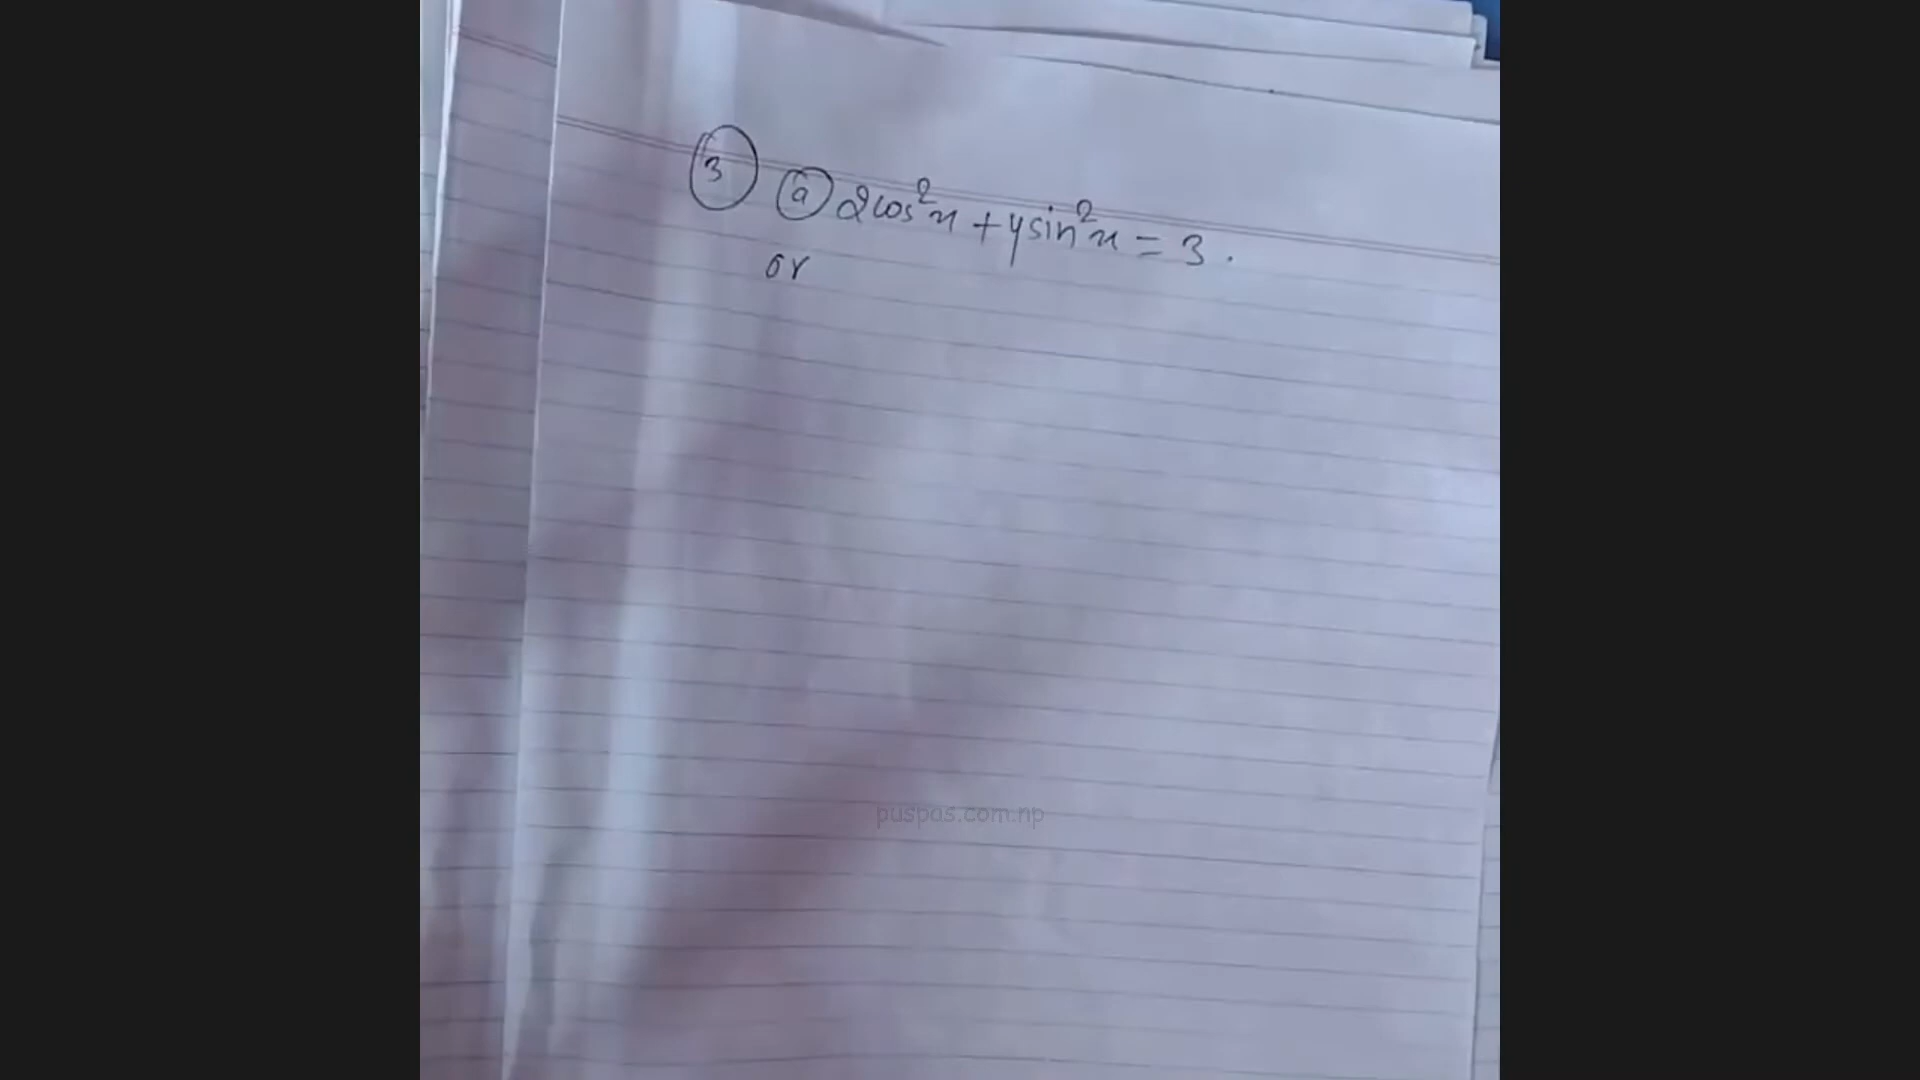 3 a 2cos²x + 4sin²x = 3.
or
puspas.com.np